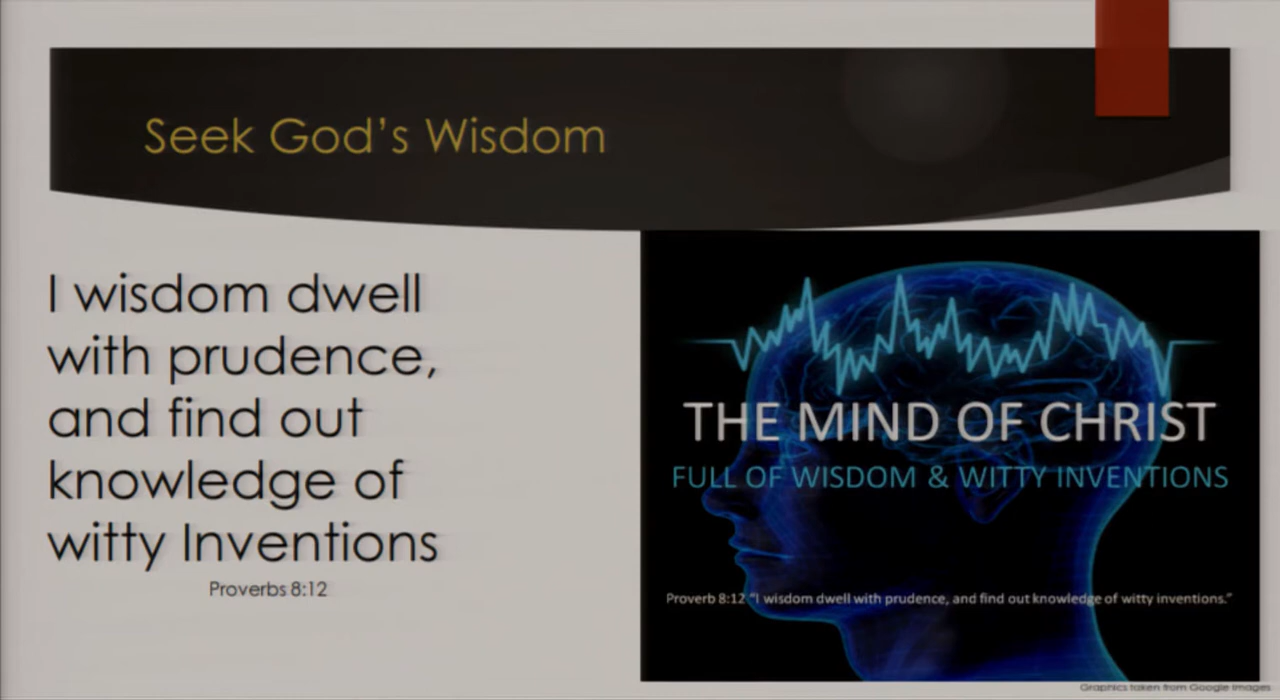 Seek God's Wisdom
I wisdom dwell
with prudence,
and find out
knowledge of
witty Inventions
Proverbs 8:12
THE MIND OF CHRIST
FULL OF WISDOM & WITTY INVENTIONS
Proverb 8:12 "I wisdom dwell with prudence, and find out knowledge of witty inventions."
Graphics taken from Google Images